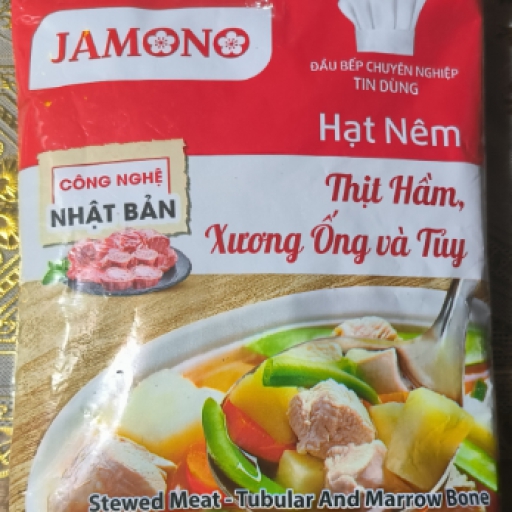 JAMONO
ĐẦU BẾP CHUYÊN NGHIỆP
TIN DÙNG
Hạt Nêm
CÔNG NGHỆ
NHẬT BẢN
Thịt Hầm,
Xương Ống và Tủy
Stewed Meat - Tubular And Marrow Bone